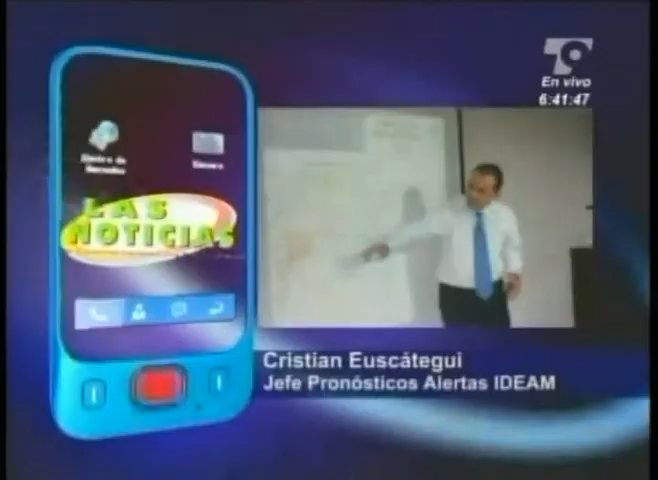 En vivo
6:41:47
LAS
NOTICIAS
Cristian Euscátegui
Jefe Pronósticos Alertas IDEAM